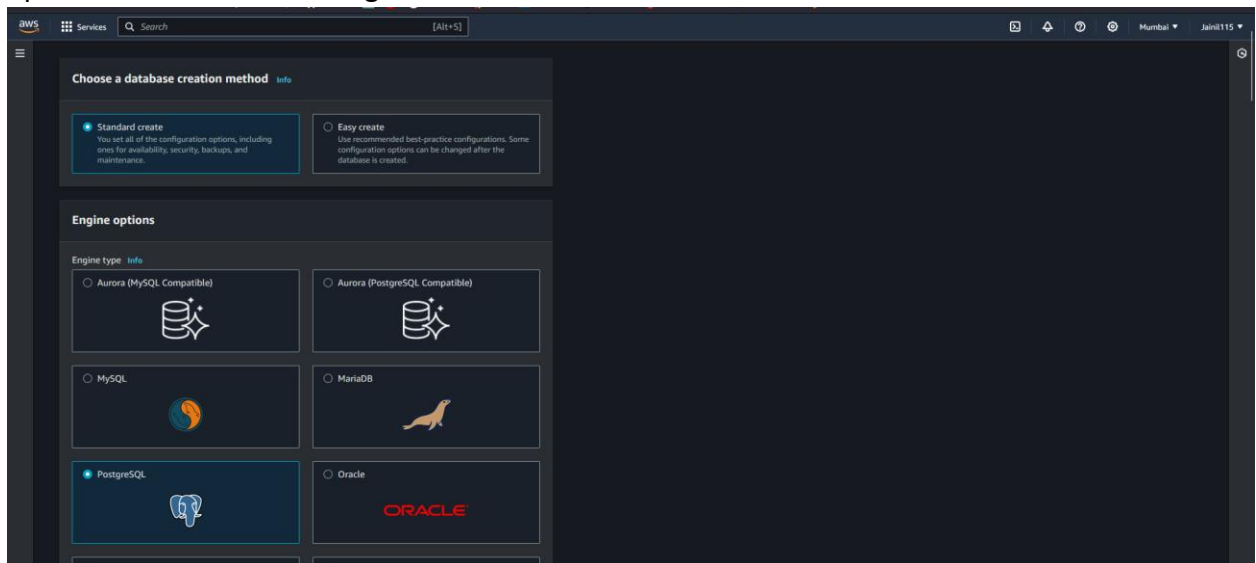 aws
Services
Search
[Alt+S]
Mumbai
Jainil115
Choose a database creation method Info
Standard create
You set all of the configuration options, including
ones for availability, security, backups, and
maintenance.
Easy create
Use recommended best-practice configurations. Some
configuration options can be changed after the
database is created.
Engine options
Engine type Info
Aurora (MySQL Compatible)
Aurora (PostgreSQL Compatible)
MySQL
MariaDB
PostgreSQL
Oracle
ORACLE